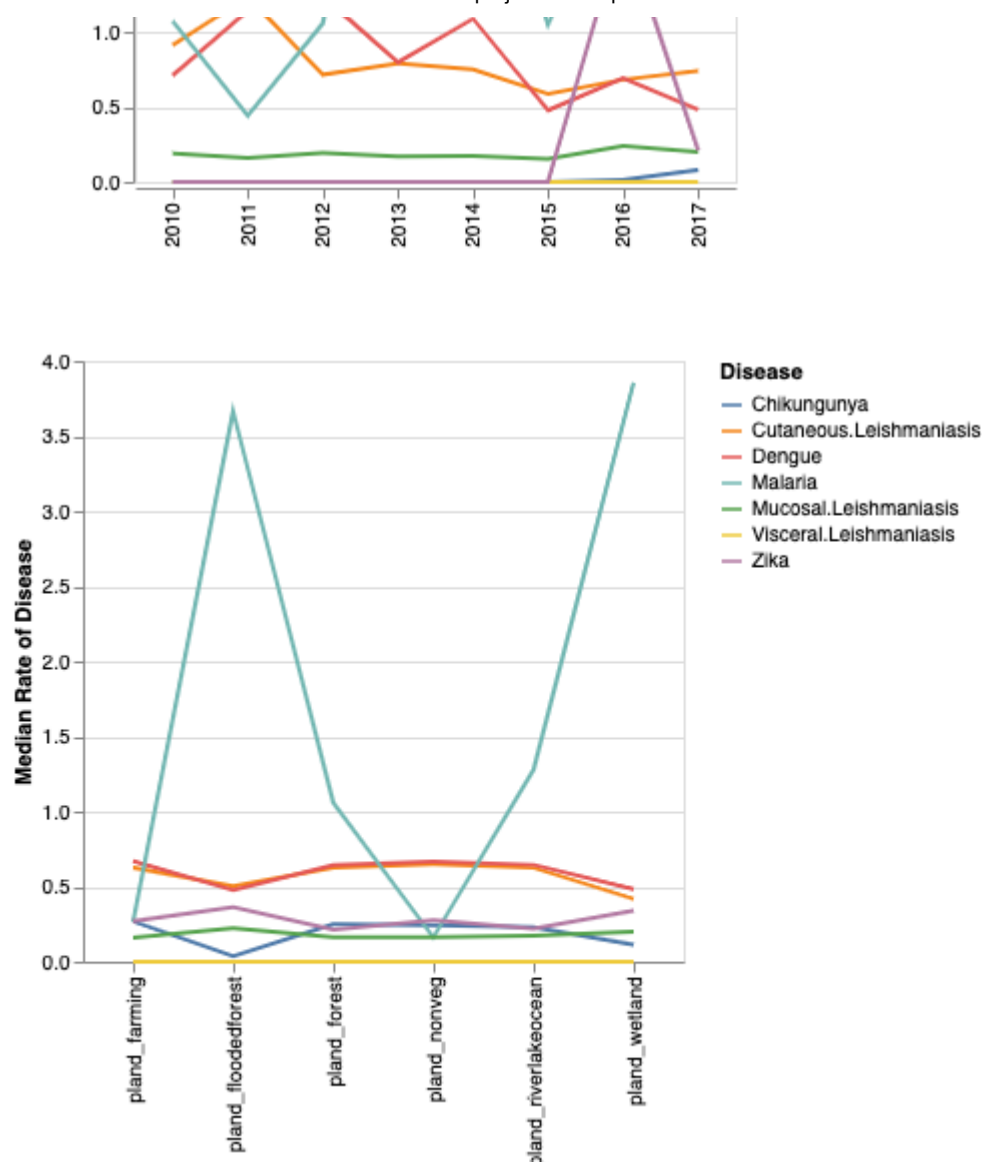 1.0
0.5
0.0
2010
2011
2012
2013
2014
2015
2016
2017
4.0
3.5
3.0
2.5
2.0
1.5
1.0
0.5
0.0
Median Rate of Disease
pland_farming
pland_floodedforest
pland_forest
pland_nonveg
pland_riverlakeocean
pland_wetland
Disease
Chikungunya
Cutaneous.Leishmaniasis
Dengue
Malaria
Mucosal.Leishmaniasis
Visceral.Leishmaniasis
Zika